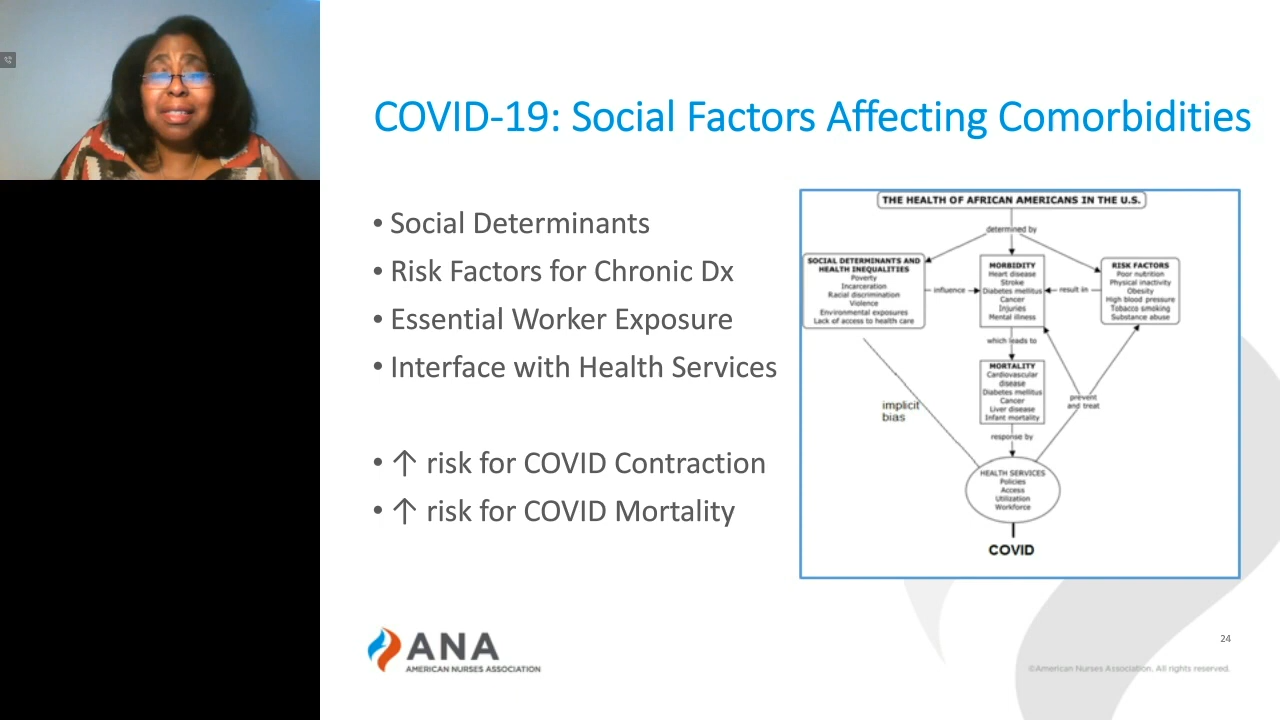 COVID-19: Social Factors Affecting Comorbidities
• Social Determinants
• Risk Factors for Chronic Dx
• Essential Worker Exposure
• Interface with Health Services
• ↑ risk for COVID Contraction
• ↑ risk for COVID Mortality
THE HEALTH OF AFRICAN AMERICANS IN THE U.S.
determined by
SOCIAL DETERMINANTS AND
HEALTH INEQUALITIES
Poverty
Incarceration
Racial discrimination
Violence
Environmental exposures
Lack of access to health care
influence
MORBIDITY
Heart disease
Stroke
Diabetes mellitus
Cancer
Injuries
Mental illness
result in
RISK FACTORS
Poor nutrition
Physical inactivity
Obesity
High blood pressure
Tobacco smoking
Substance abuse
which leads to
MORTALITY
Cardiovascular
disease
Diabetes mellitus
Cancer
Liver disease
Infant mortality
implicit
bias
prevent
and treat
response by
HEALTH SERVICES
Policies
Access
Utilization
Workforce
COVID
ANA
AMERICAN NURSES ASSOCIATION
24
©American Nurses Association. All rights reserved.